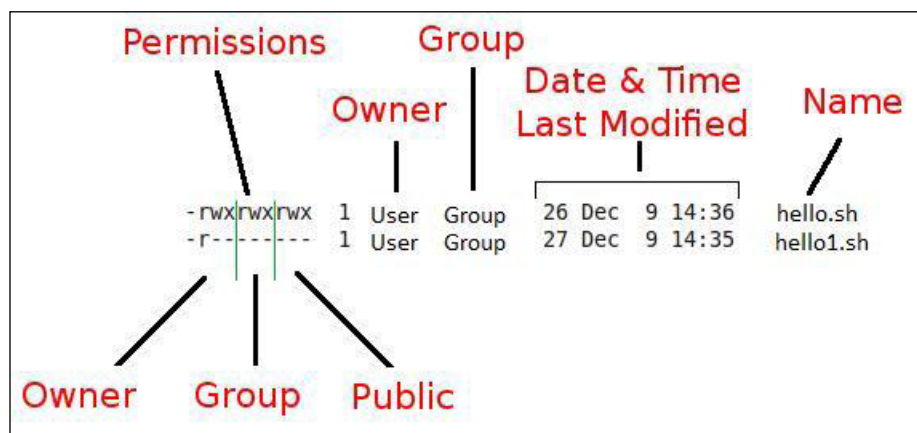 Permissions
Group
Owner
Date & Time
Last Modified
Name
-rwxrwxrwx 1 User Group 26 Dec 9 14:36 hello.sh
-r-------- 1 User Group 27 Dec 9 14:35 hello1.sh
Owner Group Public